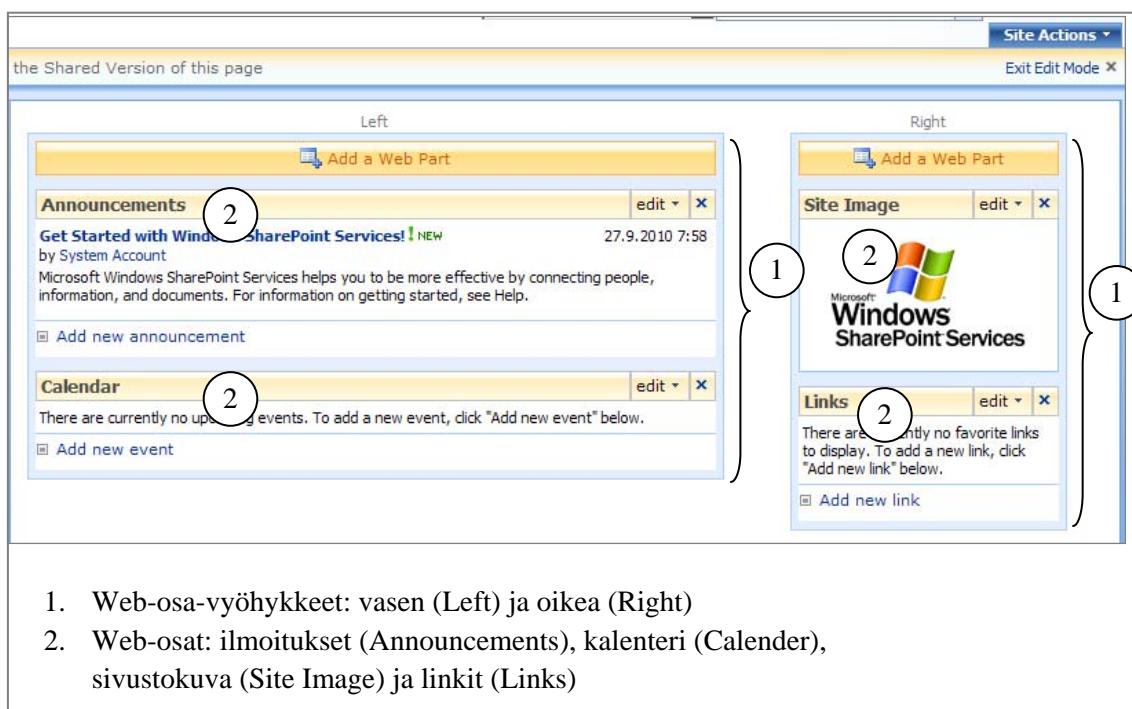 Site Actions
the Shared Version of this page
Exit Edit Mode ×
Left
Add a Web Part
Announcements
2
edit
×
Get Started with Windo SharePoint Services! ! NEW
27.9.2010 7:58
by System Account
Microsoft Windows SharePoint Services helps you to be more effective by connecting people,
information, and documents. For information on getting started, see Help.
Add new announcement
Calendar
2
edit
×
There are currently no up g events. To add a new event, click "Add new event" below.
Add new event
1
Right
Add a Web Part
Site Image
edit
×
2
Microsoft
Windows
SharePoint Services
Links
2
edit
×
There are ntly no favorite links
to display. To add a new link, click
"Add new link" below.
Add new link
1
1. Web-osa-vyöhykkeet: vasen (Left) ja oikea (Right)
2. Web-osat: ilmoitukset (Announcements), kalenteri (Calender),
sivustokuva (Site Image) ja linkit (Links)